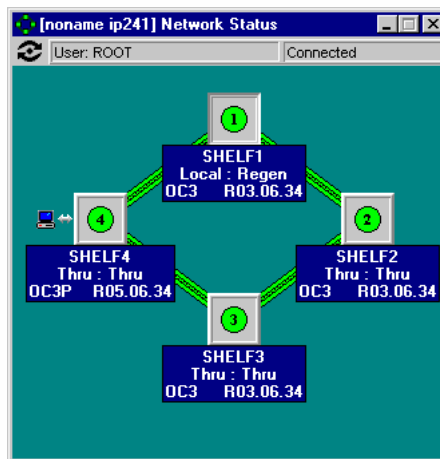 [noname ip241] Network Status
User: ROOT Connected
1
SHELF1
Local : Regen
OC3 R03.06.34
4
SHELF4
Thru : Thru
OC3P R05.06.34
2
SHELF2
Thru : Thru
OC3 R03.06.34
3
SHELF3
Thru : Thru
OC3 R03.06.34